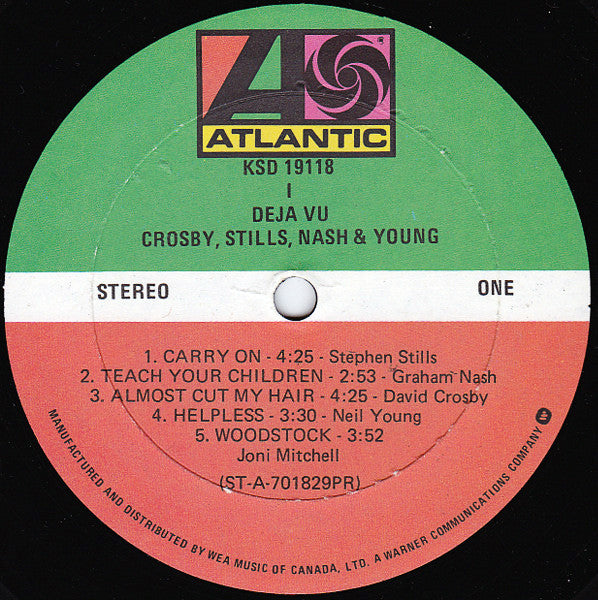 ATLANTIC
KSD 19118
I
DEJA VU
CROSBY, STILLS, NASH & YOUNG
STEREO
ONE
1. CARRY ON - 4:25 - Stephen Stills
2. TEACH YOUR CHILDREN - 2:53 - Graham Nash
3. ALMOST CUT MY HAIR - 4:25 - David Crosby
4. HELPLESS - 3:30 - Neil Young
5. WOODSTOCK - 3:52
Joni Mitchell
(ST-A-701829PR)
MANUFACTURED AND DISTRIBUTED BY WEA MUSIC OF CANADA, LTD. A WARNER COMMUNICATIONS COMPANY